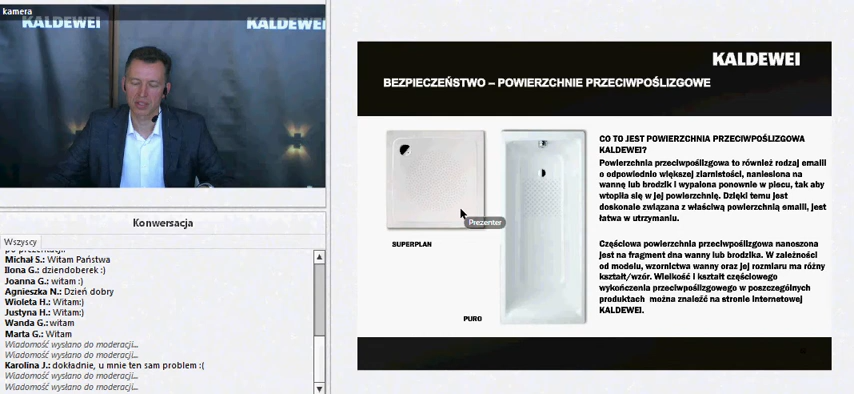 kamera
KALDEWEI
KALDEWEI
Konwersacja
Wszyscy
po prezentacji
Michał S.: Witam Państwa
Ilona G.: dziendoberek :)
Joanna G.: witam :)
Agnieszka N.: Dzień dobry
Wioleta H.: Witam:)
Justyna H.: Witam:)
Wanda G.: witam
Marta G.: Witam
Wiadomość wysłano do moderacji...
Wiadomość wysłano do moderacji...
Karolina J.: dokładnie, u mnie ten sam problem :(
Wiadomość wysłano do moderacji...
Wiadomość wysłano do moderacji...
KALDEWEI
BEZPIECZEŃSTWO – POWIERZCHNIE PRZECIWPOŚLIZGOWE
Prezenter
SUPERPLAN
PURO
CO TO JEST POWIERZCHNIA PRZECIWPOŚLIZGOWA
KALDEWEI?
Powierzchnia przeciwpoślizgowa to również rodzaj emalii
o odpowiednio większej ziarnistości, naniesiona na
wannę lub brodzik i wypalona ponownie w piecu, tak aby
wtopiła się w jej powierzchnię. Dzięki temu jest
doskonale związana z właściwą powierzchnią emalii, jest
łatwa w utrzymaniu.
Częściowa powierzchnia przeciwpoślizgowa nanoszona
jest na fragment dna wanny lub brodzika. W zależności
od modelu, wzornictwa wanny oraz jej rozmiaru ma różny
kształt/wzór. Wielkość i kształt częściowego
wykończenia przeciwpoślizgowego w poszczególnych
produktach można znaleźć na stronie internetowej
KALDEWEI.